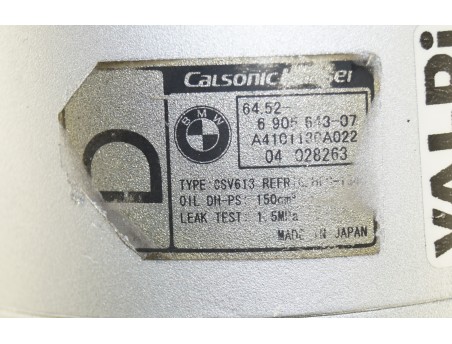 Calsonic
BMW
64.52-
6 905 643-07
A4101130A022
04 028263
D
TYPE CSV613 REFRIG.
OIL DH-PS: 150cm³
LEAK TEST: 1.5MPa
MADE IN JAPAN